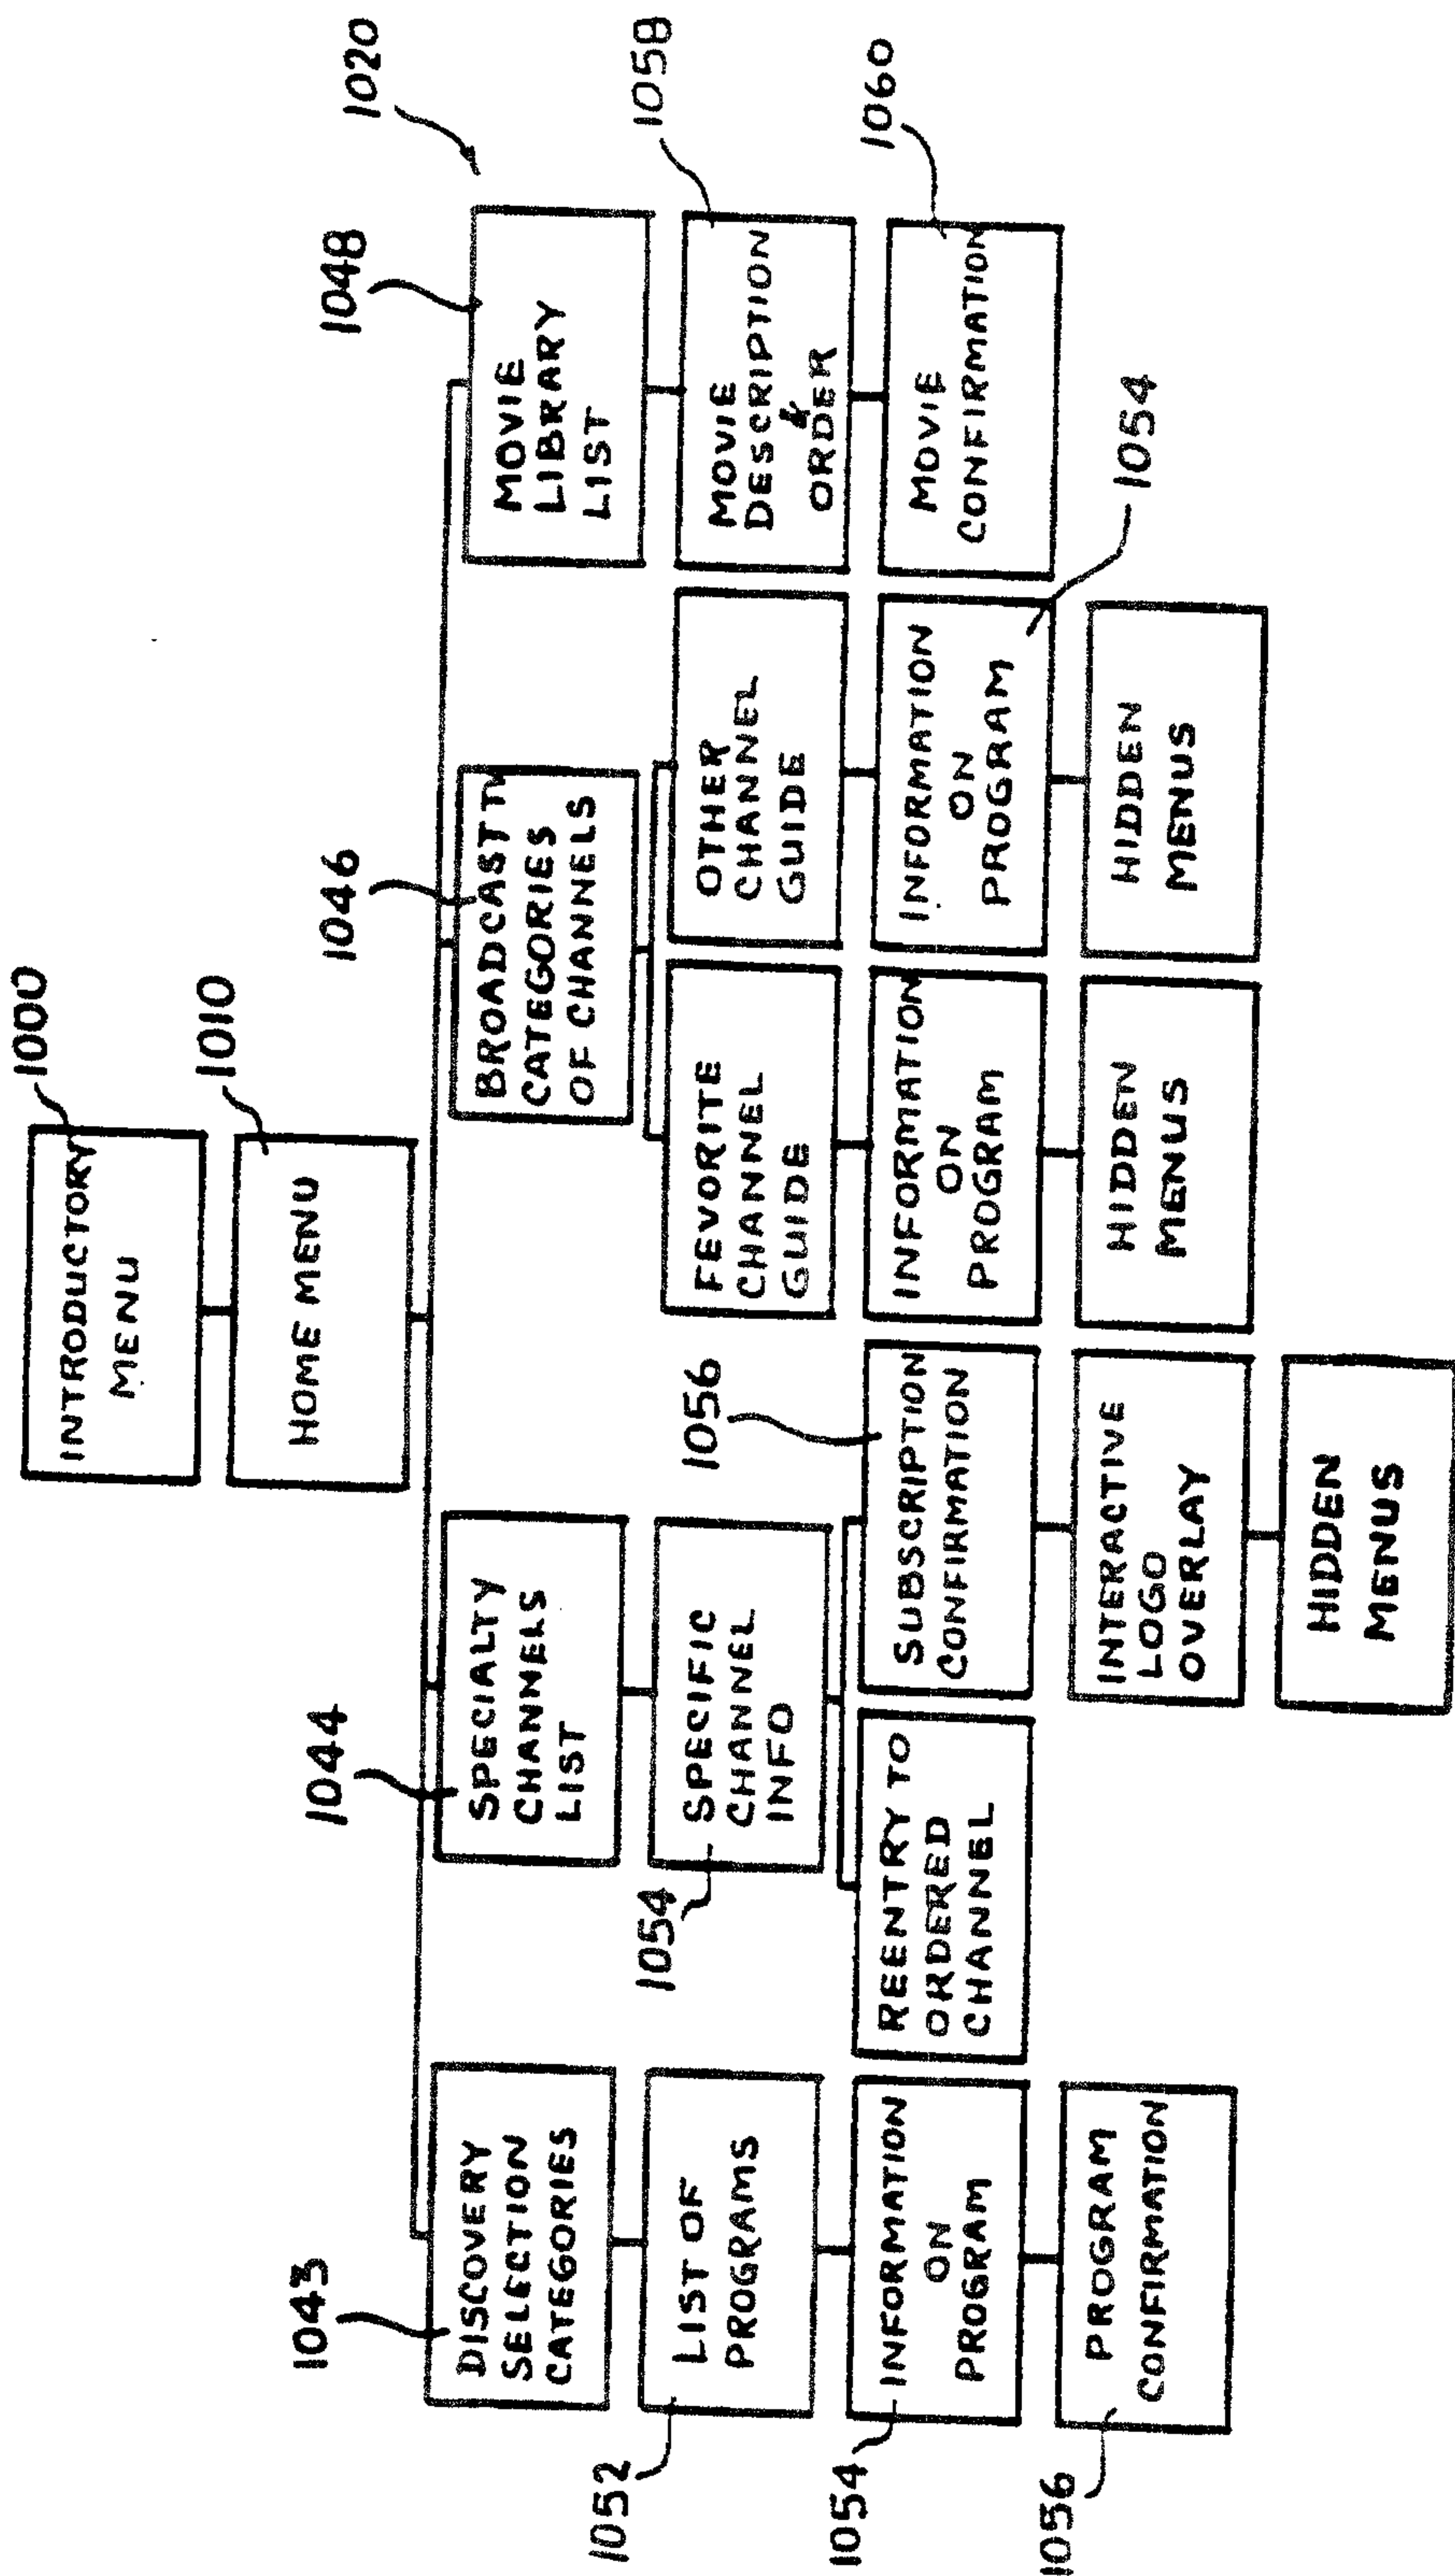 1000
INTRODUCTORY
MENU
1010
HOME MENU
1020
1043
DISCOVERY
SELECTION
CATEGORIES
1044
SPECIALTY
CHANNELS
LIST
1046
BROADCAST TV
CATEGORIES
OF CHANNELS
1048
MOVIE
LIBRARY
LIST
1052
LIST OF
PROGRAMS
1054
SPECIFIC
CHANNEL
INFO
FEVORITE
CHANNEL
GUIDE
OTHER
CHANNEL
GUIDE
1058
MOVIE
DESCRIPTION
&
ORDER
1054
INFORMATION
ON
PROGRAM
REENTRY TO
ORDERED
CHANNEL
1056
SUBSCRIPTION
CONFIRMATION
INFORMATION
ON
PROGRAM
INFORMATION
ON
PROGRAM
1054
1060
MOVIE
CONFIRMATION
1056
PROGRAM
CONFIRMATION
INTERACTIVE
LOGO
OVERLAY
HIDDEN
MENUS
HIDDEN
MENUS
HIDDEN
MENUS